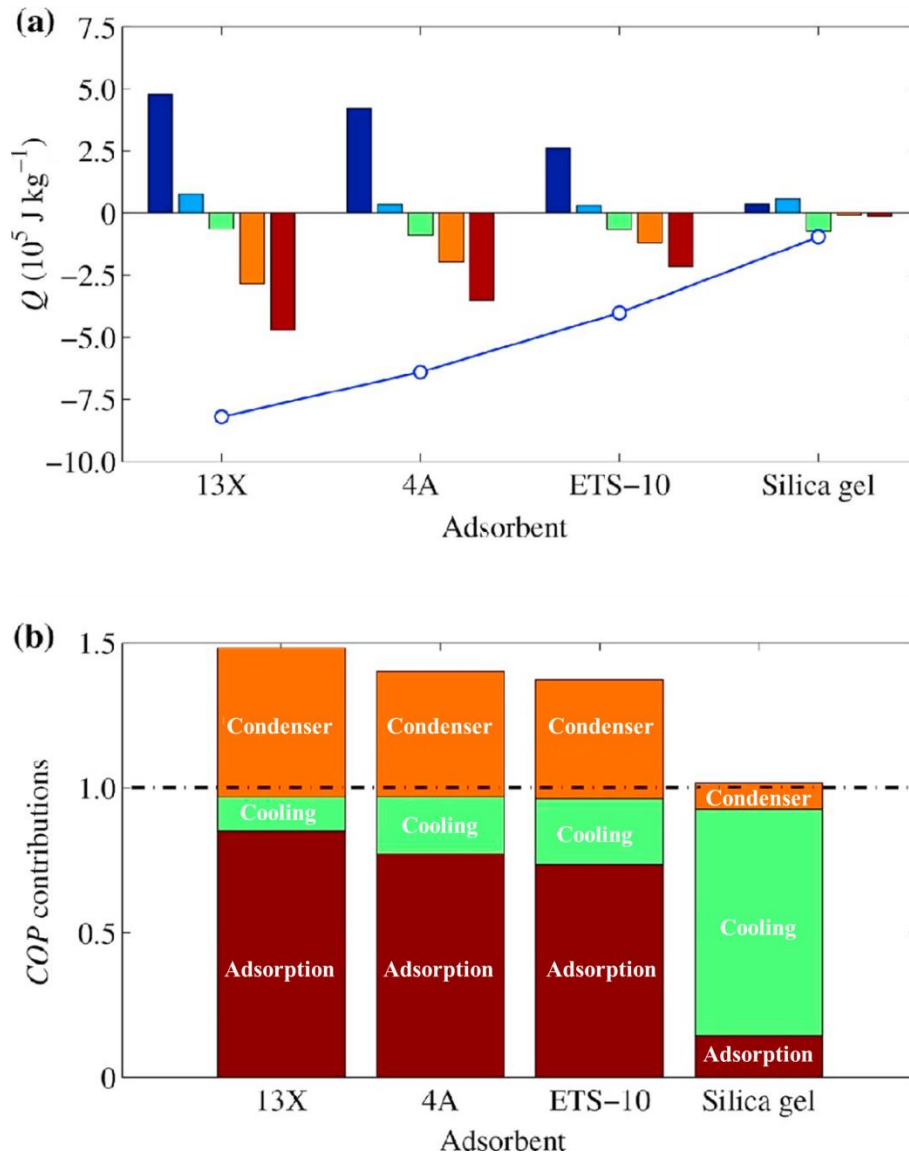 (a)
7.5
5.0
2.5
0
−2.5
−5.0
−7.5
−10.0
Q (10⁵ J kg⁻¹)
13X 4A ETS−10 Silica gel
Adsorbent
(b)
1.5
1.0
0.5
0
COP contributions
Condenser Condenser Condenser Condenser
Cooling Cooling Cooling Cooling
Adsorption Adsorption Adsorption Adsorption
13X 4A ETS−10 Silica gel
Adsorbent